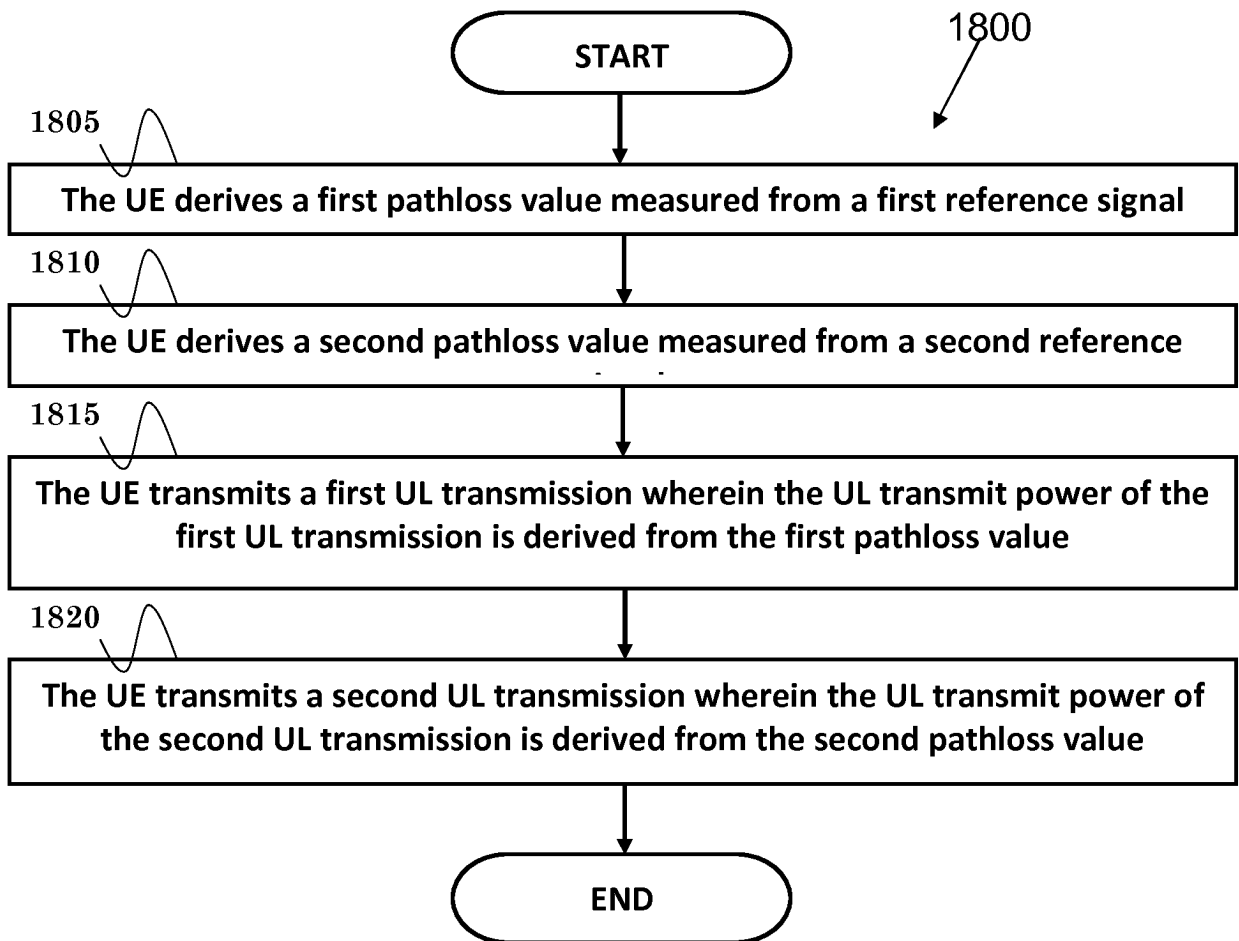 START
1800
1805
The UE derives a first pathloss value measured from a first reference signal
1810
The UE derives a second pathloss value measured from a second reference
1815
The UE transmits a first UL transmission wherein the UL transmit power of the
first UL transmission is derived from the first pathloss value
1820
The UE transmits a second UL transmission wherein the UL transmit power of
the second UL transmission is derived from the second pathloss value
END